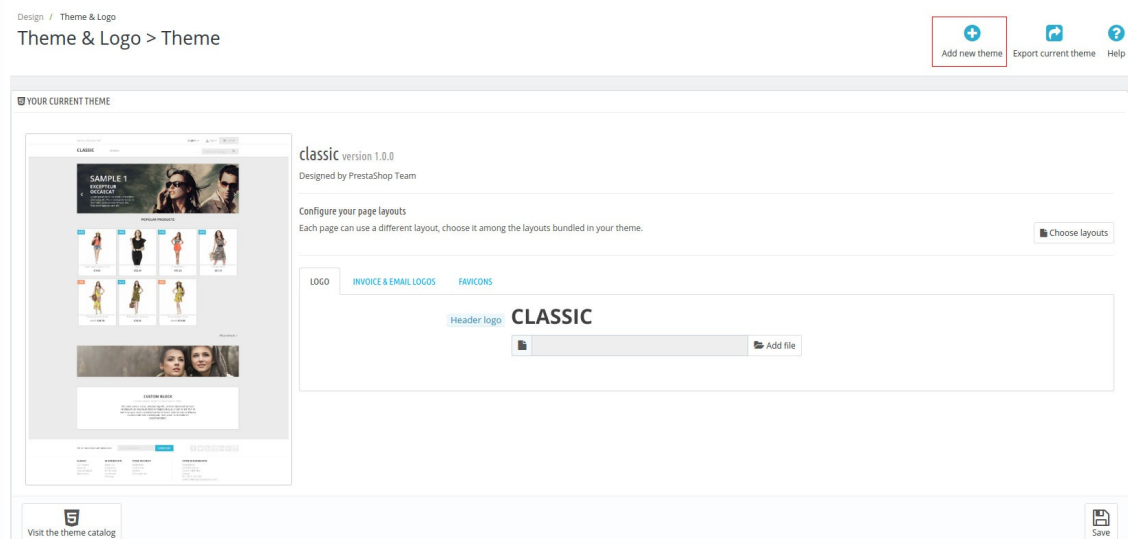 Design / Theme & Logo
Theme & Logo > Theme
Add new theme
Export current theme
Help
YOUR CURRENT THEME
CLASSIC
SAMPLE 1
EXCEPTEUR
OCCAECAT
POPULAR PRODUCTS
CUSTOM BLOCK
classic version 1.0.0
Designed by PrestaShop Team
Configure your page layouts
Each page can use a different layout, choose it among the layouts bundled in your theme.
Choose layouts
LOGO
INVOICE & EMAIL LOGOS
FAVICONS
Header logo
CLASSIC
Add file
Visit the theme catalog
Save